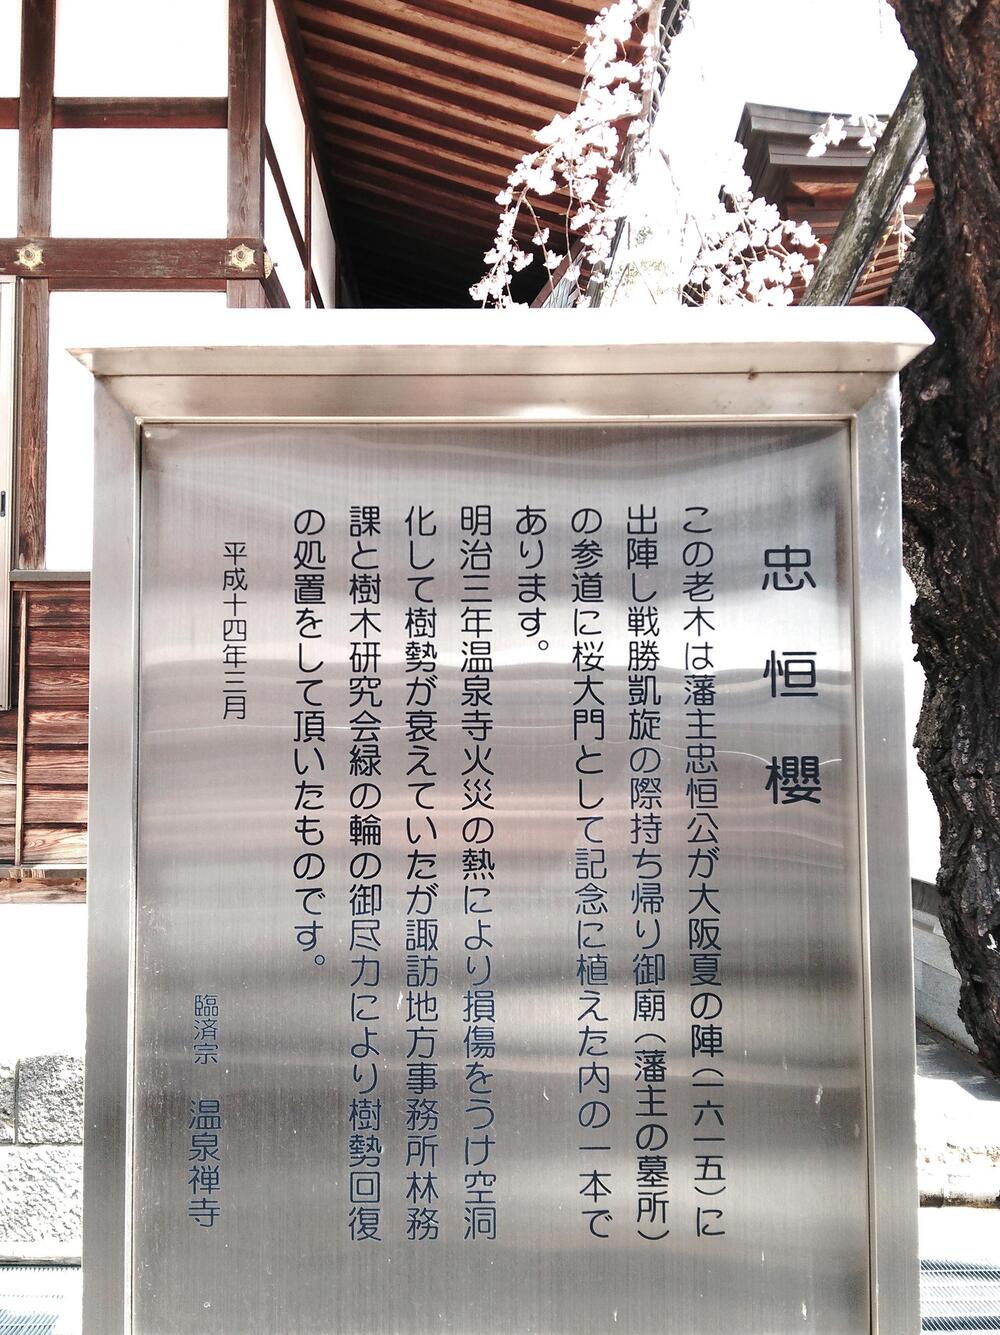 忠恒櫻
この老木は藩主忠恒公が大阪夏の陣(一六一五)に
出陣し戦勝凱旋の際持ち帰り御廟(藩主の墓所)
の参道に桜大門として記念に植えた内の一本で
あります。
明治三年温泉寺火災の熱により損傷をうけ空洞
化して樹勢が衰えていたが諏訪地方事務所林務
課と樹木研究会緑の輪の御尽力により樹勢回復
の処置をして頂いたものです。
平成十四年三月
臨済宗 温泉禅寺